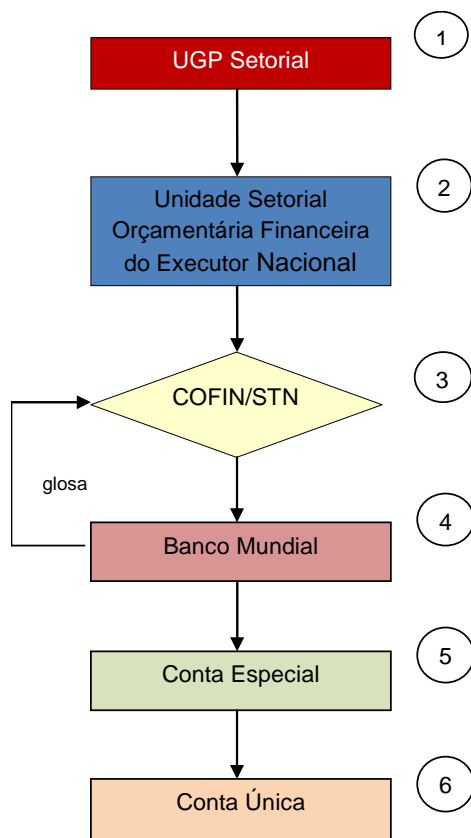 1
UGP Setorial
2
Unidade Setorial
Orçamentária Financeira
do Executor Nacional
3
COFIN/STN
glosa
4
Banco Mundial
5
Conta Especial
6
Conta Única